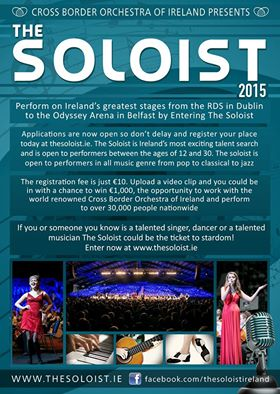 CROSS BORDER ORCHESTRA OF IRELAND PRESENTS
THE
SOLOIST
2015
Perform on Ireland's greatest stages from the RDS in Dublin
to the Odyssey Arena in Belfast by Entering The Soloist
Applications are now open so don't delay and register your
place today at thesoloist.ie. The Soloist is Ireland's most exciting talent search
and is open to performers between the ages of 12 and 30. The soloist is
open to performers in all music genre from pop to classical to jazz
The registration fee is just €10. Upload a video clip and you could be
in with a chance to win €1,000, the opportunity to work with the
world renowned Cross Border Orchestra of Ireland and perform
to over 30,000 people nationwide
If you or someone you know is a talented singer, dancer or a talented
musician The Soloist could be the ticket to stardom!
Enter now at www.thesoloist.ie
WWW.THESOLOIST.IE f facebook.com/thesoloistireland